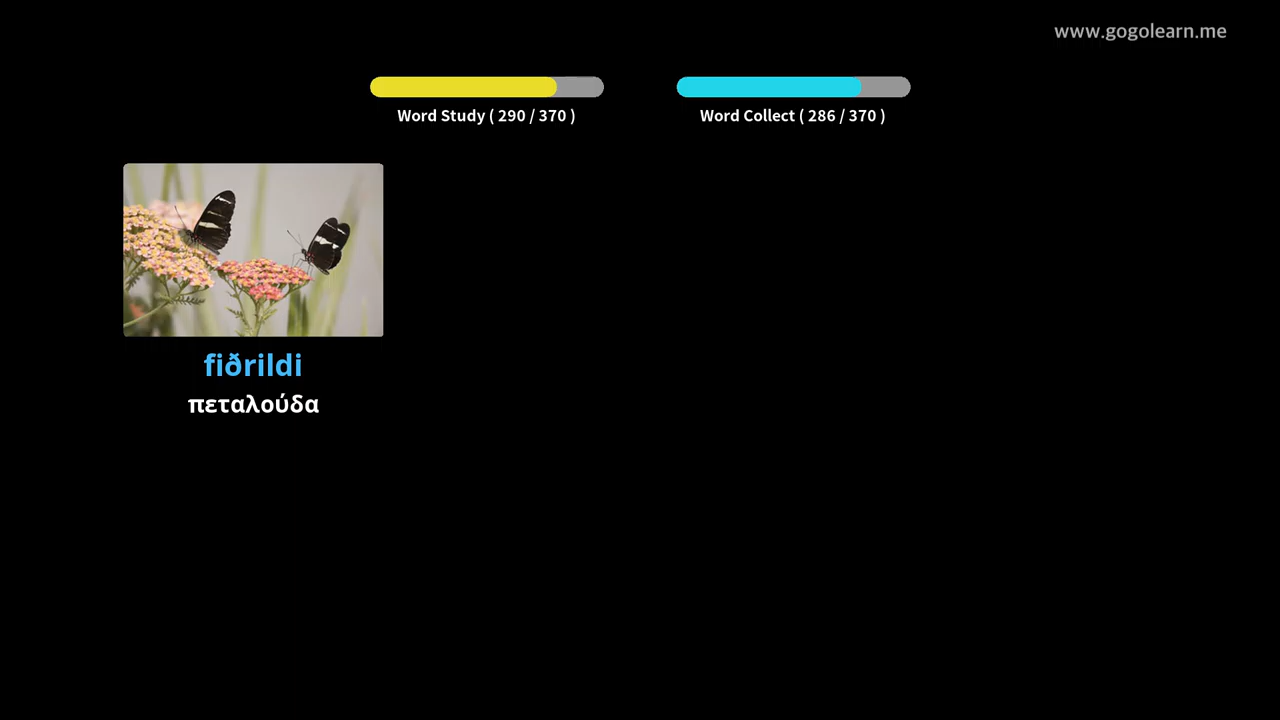 www.gogolearn.me
Word Study ( 290 / 370 )
Word Collect ( 286 / 370 )
fiðrildi
πεταλούδα